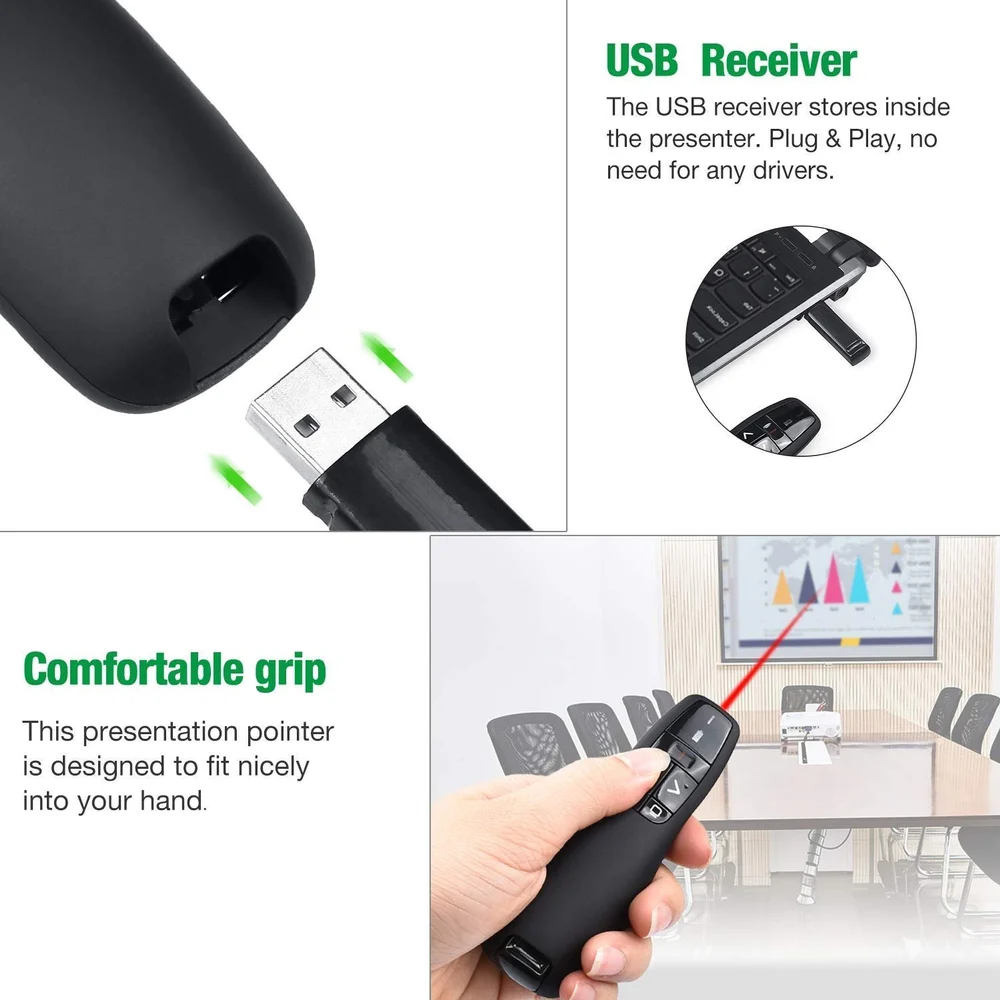 USB Receiver
The USB receiver stores inside
the presenter. Plug & Play, no
need for any drivers.
Comfortable grip
This presentation pointer
is designed to fit nicely
into your hand.